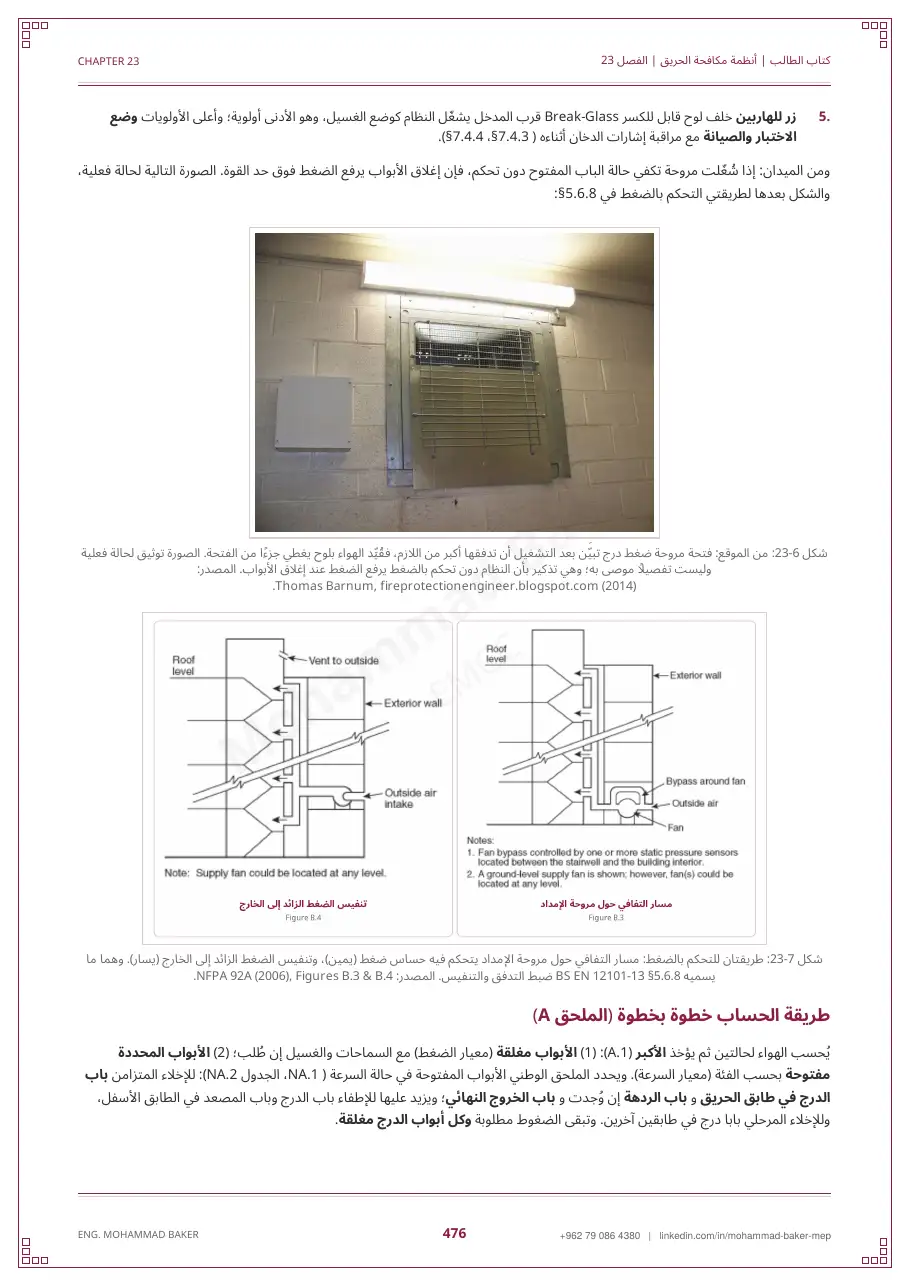 كتاب الطالب | أنظمة مكافحة الحريق | الفصل 23
CHAPTER 23
5. زر للهاربين خلف لوح قابل للكسر Break-Glass قرب المدخل يشغّل النظام كوضع الغسيل، وهو الأدنى أولوية؛ وأعلى الأولويات وضع
الاختبار والصيانة مع مراقبة إشارات الدخان أثناءه ( §7.4.3، §7.4.4).
ومن الميدان: إذا شُغّلت مروحة تكفي حالة الباب المفتوح دون تحكم، فإن إغلاق الأبواب يرفع الضغط فوق حد القوة. الصورة التالية لحالة فعلية،
والشكل بعدها لطريقتي التحكم بالضغط في §5.6.8:
شكل 23-6: من الموقع: فتحة مروحة ضغط درج تبيَّن بعد التشغيل أن تدفقها أكبر من اللازم، فقُيِّد الهواء بلوح يغطي جزءًا من الفتحة. الصورة توثيق لحالة فعلية
وليست تفصيلًا موصى به؛ وهي تذكير بأن النظام دون تحكم بالضغط يرفع الضغط عند إغلاق الأبواب. المصدر:
Thomas Barnum, fireprotectionengineer.blogspot.com (2014).
Roof
level
Exterior wall
Bypass around fan
Outside air
Fan
Notes:
1. Fan bypass controlled by one or more static pressure sensors
located between the stairwell and the building interior.
2. A ground-level supply fan is shown; however, fan(s) could be
located at any level.
مسار التفافي حول مروحة الإمداد
Figure B.3
Roof
level
Vent to outside
Exterior wall
Outside air
intake
Note: Supply fan could be located at any level.
تنفيس الضغط الزائد إلى الخارج
Figure B.4
شكل 23-7: طريقتان للتحكم بالضغط: مسار التفافي حول مروحة الإمداد يتحكم فيه حساس ضغط (يمين)، وتنفيس الضغط الزائد إلى الخارج (يسار). وهما ما
يسميه BS EN 12101-13 §5.6.8 ضبط التدفق والتنفيس. المصدر: NFPA 92A (2006), Figures B.3 & B.4.
طريقة الحساب خطوة بخطوة (الملحق A)
يُحسب الهواء لحالتين ثم يؤخذ الأكبر (A.1): (1) الأبواب مغلقة (معيار الضغط) مع السماحات والغسيل إن طُلب؛ (2) الأبواب المحددة
مفتوحة بحسب الفئة (معيار السرعة). ويحدد الملحق الوطني الأبواب المفتوحة في حالة السرعة ( NA.1، الجدول NA.2): للإخلاء المتزامن باب
الدرج في طابق الحريق و باب الردهة إن وُجدت و باب الخروج النهائي؛ ويزيد عليها للإطفاء باب الدرج وباب المصعد في الطابق الأسفل،
وللإخلاء المرحلي بابا درج في طابقين آخرين. وتبقى الضغوط مطلوبة وكل أبواب الدرج مغلقة.
ENG. MOHAMMAD BAKER
476
+962 79 086 4380 | linkedin.com/in/mohammad-baker-mep